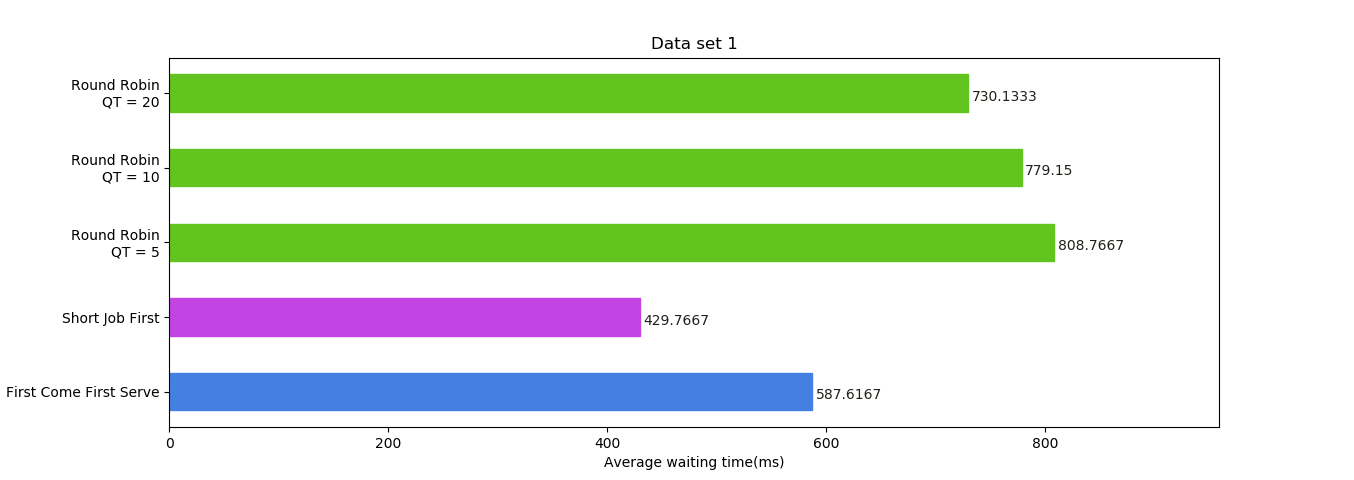 Data set 1
Round Robin
QT = 20
730.1333
Round Robin
QT = 10
779.15
Round Robin
QT = 5
808.7667
Short Job First
429.7667
First Come First Serve
587.6167
0 200 400 600 800
Average waiting time(ms)